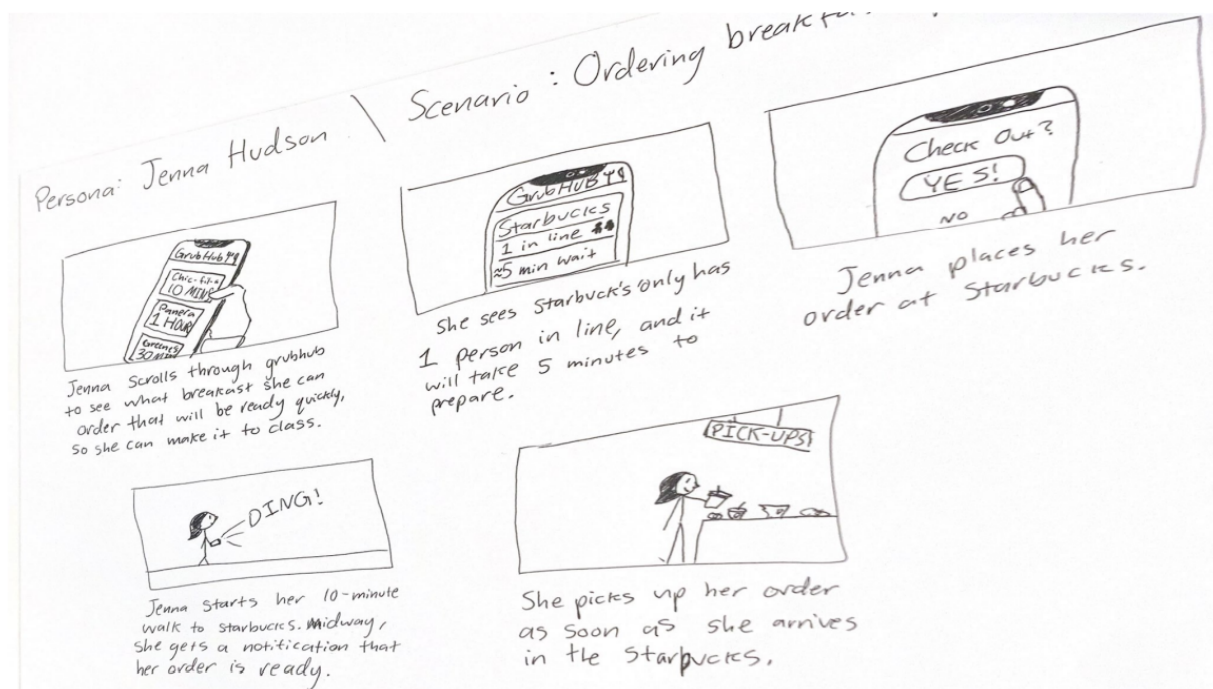 Persona: Jenna Hudson \ Scenario: Ordering
GrubHub
Chic-fil-a
10 MINS
Panera
1 HOUR
Greenes
30 MINS
Jenna Scrolls through grubhub
to see what breakast she can
order that will be ready quickly,
So she can make it to class.
GrubHUB
Starbucks
1 in line
≈5 min wait
She sees Starbuck's only has
1 person in line, and it
will take 5 minutes to
prepare.
Check Out?
YES!
NO
Jenna places her
order at Starbucks.
DING!
Jenna starts her 10-minute
walk to starbucks. Midway,
she gets a notification that
her order is ready.
PICK-UPS
She picks up her order
as soon as she arrives
in the Starbucks.